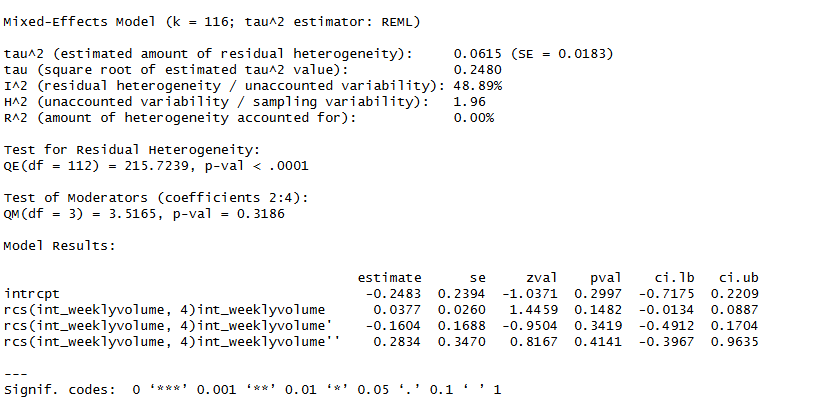 Mixed-Effects Model (k = 116; tau^2 estimator: REML)
tau^2 (estimated amount of residual heterogeneity):     0.0615 (SE = 0.0183)
tau (square root of estimated tau^2 value):             0.2480
I^2 (residual heterogeneity / unaccounted variability): 48.89%
H^2 (unaccounted variability / sampling variability):   1.96
R^2 (amount of heterogeneity accounted for):            0.00%
Test for Residual Heterogeneity:
QE(df = 112) = 215.7239, p-val < .0001
Test of Moderators (coefficients 2:4):
QM(df = 3) = 3.5165, p-val = 0.3186
Model Results:
estimate      se     zval    pval    ci.lb   ci.ub
intrcpt                                      -0.2483  0.2394  -1.0371  0.2997  -0.7175  0.2209
rcs(int_weeklyvolume, 4)int_weeklyvolume      0.0377  0.0260   1.4459  0.1482  -0.0134  0.0887
rcs(int_weeklyvolume, 4)int_weeklyvolume'    -0.1604  0.1688  -0.9504  0.3419  -0.4912  0.1704
rcs(int_weeklyvolume, 4)int_weeklyvolume''    0.2834  0.3470   0.8167  0.4141  -0.3967  0.9635
---
Signif. codes:  0 ‘***’ 0.001 ‘**’ 0.01 ‘*’ 0.05 ‘.’ 0.1 ‘ ’ 1